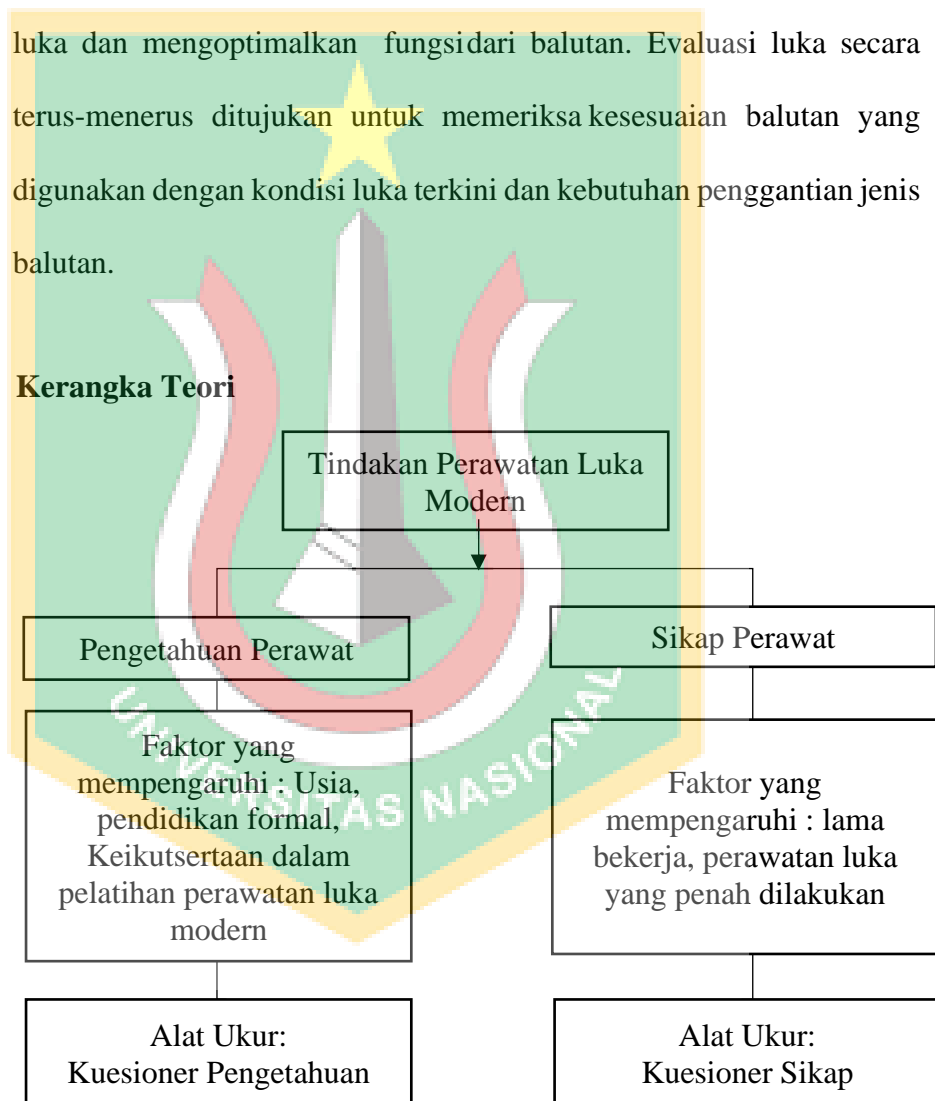 luka dan mengoptimalkan fungsidari balutan. Evaluasi luka secara
terus-menerus ditujukan untuk memeriksa kesesuaian balutan yang
digunakan dengan kondisi luka terkini dan kebutuhan penggantian jenis
balutan.
Kerangka Teori
Tindakan Perawatan Luka
Modern
Pengetahuan Perawat
Sikap Perawat
Faktor yang
mempengaruhi : Usia,
pendidikan formal,
Keikutsertaan dalam
pelatihan perawatan luka
modern
Faktor yang
mempengaruhi : lama
bekerja, perawatan luka
yang penah dilakukan
UNIVERSITAS NASIONAL
Alat Ukur:
Kuesioner Pengetahuan
Alat Ukur:
Kuesioner Sikap